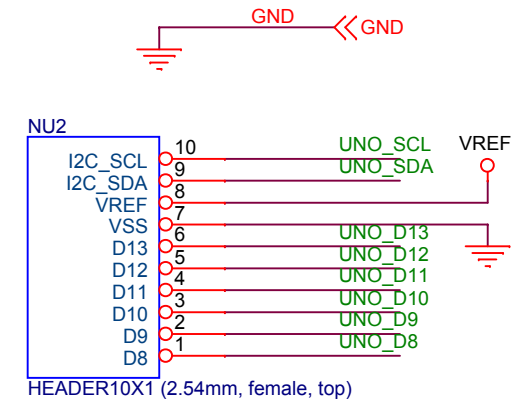 GND
GND
NU2
I2C_SCL 10 UNO_SCL VREF
I2C_SDA 9 UNO_SDA
VREF 8
VSS 7
D13 6 UNO_D13
D12 5 UNO_D12
D11 4 UNO_D11
D10 3 UNO_D10
D9 2 UNO_D9
D8 1 UNO_D8
HEADER10X1 (2.54mm, female, top)